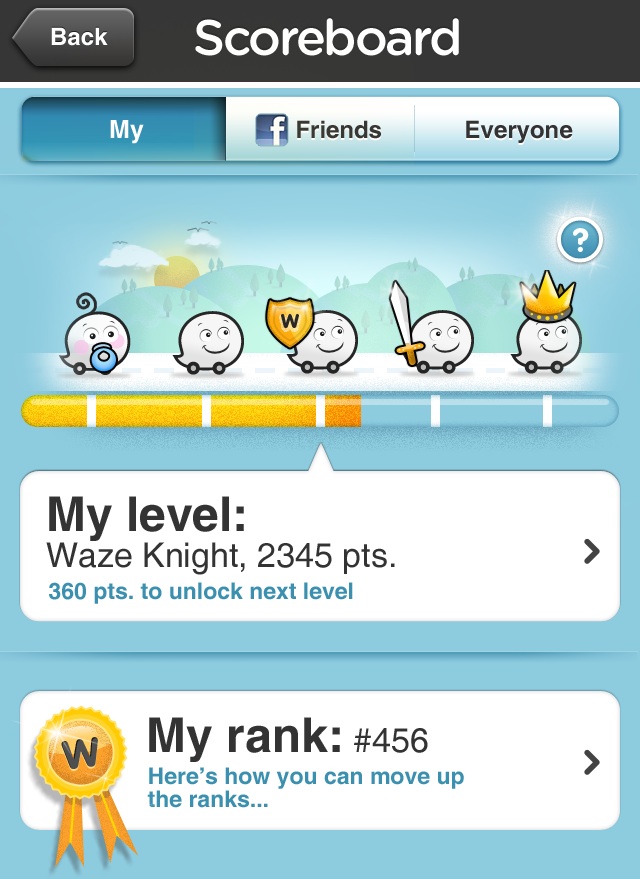 Back
Scoreboard
My
f Friends
Everyone
?
W
My level:
Waze Knight, 2345 pts.
360 pts. to unlock next level
W
My rank: #456
Here's how you can move up
the ranks...